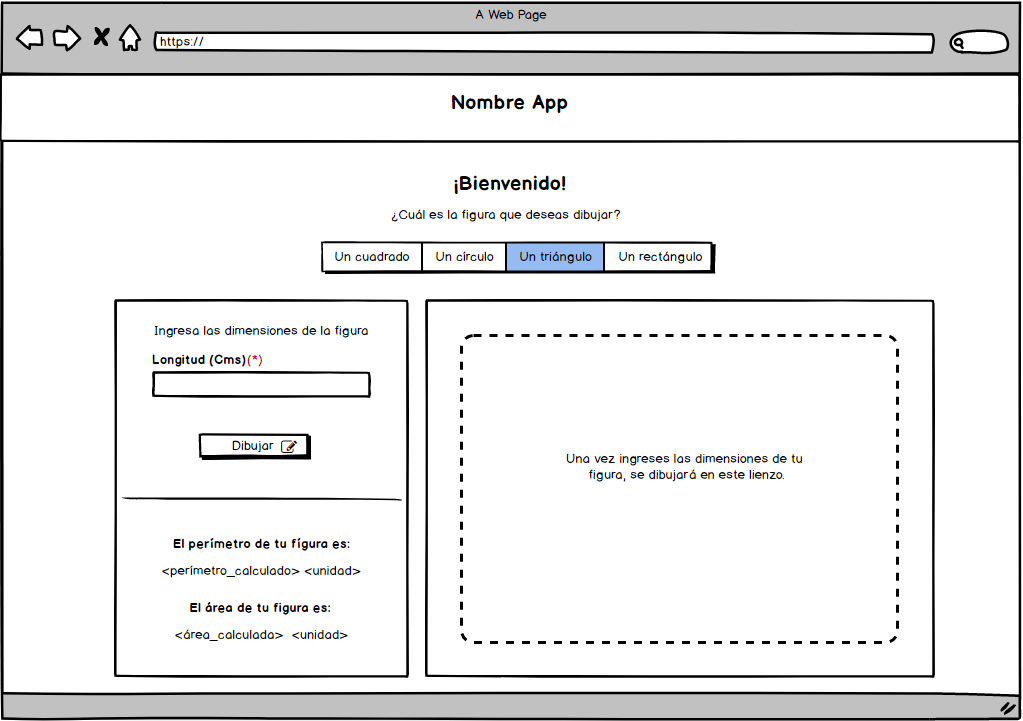 A Web Page
https://
Nombre App
¡Bienvenido!
¿Cuál es la figura que deseas dibujar?
Un cuadrado Un círculo Un triángulo Un rectángulo
Ingresa las dimensiones de la figura
Longitud (Cms)(*)
Dibujar
El perímetro de tu fígura es:
<perímetro_calculado> <unidad>
El área de tu figura es:
<área_calculada> <unidad>
Una vez ingreses las dimensiones de tu
figura, se dibujará en este lienzo.